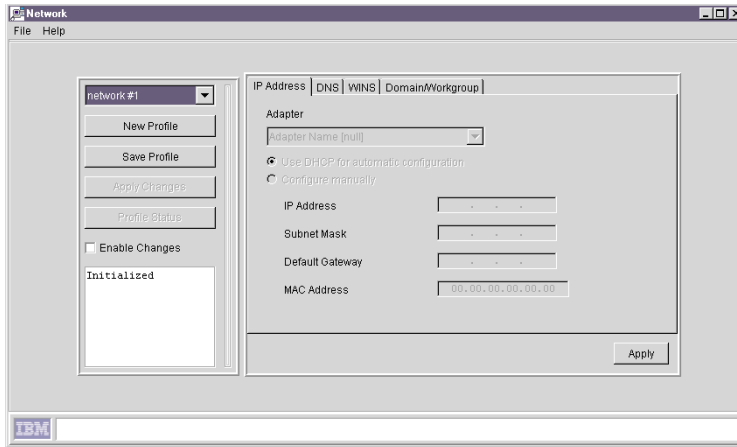 Network
File Help
network #1
New Profile
Save Profile
Apply Changes
Profile Status
Enable Changes
Initialized
IP Address DNS WINS Domain/Workgroup
Adapter
Adapter Name [null]
Use DHCP for automatic configuration
Configure manually
IP Address . . .
Subnet Mask . . .
Default Gateway . . .
MAC Address 00.00.00.00.00.00
Apply
IBM